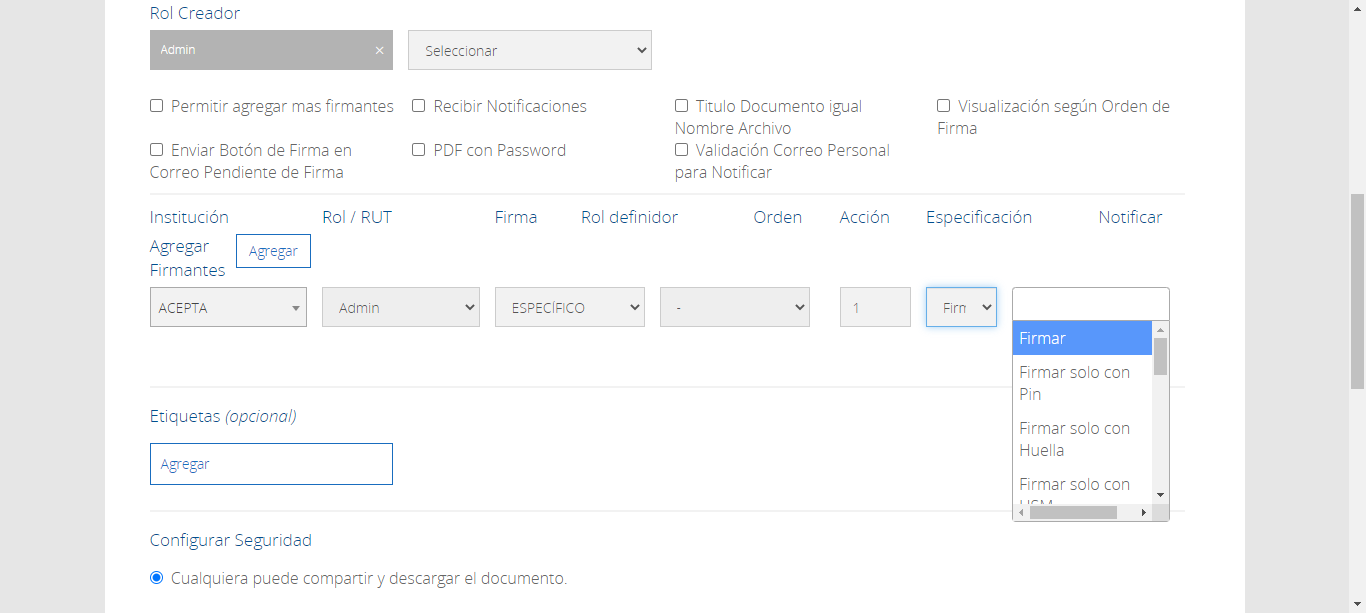 Rol Creador
Admin ×
Seleccionar
Permitir agregar mas firmantes
Recibir Notificaciones
Titulo Documento igual
Nombre Archivo
Visualización según Orden de
Firma
Enviar Botón de Firma en
Correo Pendiente de Firma
PDF con Password
Validación Correo Personal
para Notificar
Institución Rol / RUT Firma Rol definidor Orden Acción Especificación Notificar
Agregar
Firmantes
Agregar
ACEPTA Admin ESPECÍFICO - 1
Firmar
Firmar solo con
Pin
Firmar solo con
Huella
Firmar solo con
Etiquetas (opcional)
Agregar
Configurar Seguridad
Cualquiera puede compartir y descargar el documento.